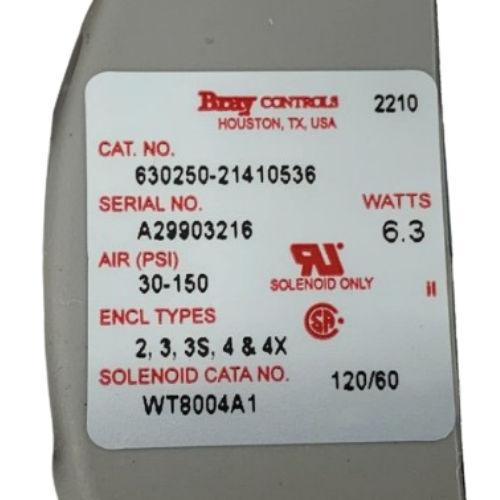 Bray CONTROLS 2210
HOUSTON, TX, USA
CAT. NO.
630250-21410536
SERIAL NO. WATTS
A29903216 6.3
AIR (PSI)
30-150 SOLENOID ONLY
ENCL TYPES
2, 3, 3S, 4 & 4X
SOLENOID CATA NO. 120/60
WT8004A1